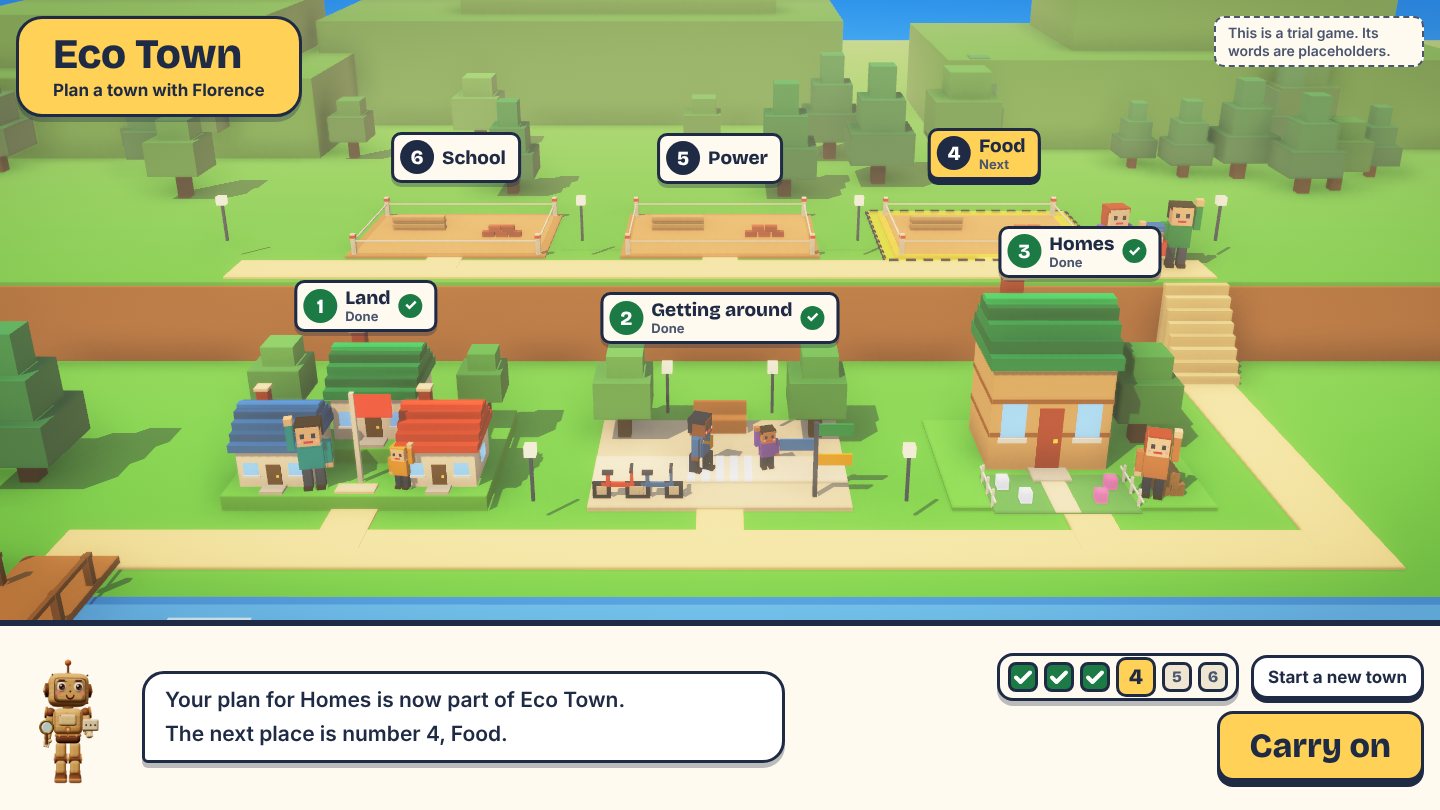 Eco Town
Plan a town with Florence
This is a trial game. Its
words are placeholders.
6 School
5 Power
4 Food
Next
3 Homes
Done
1 Land
Done
2 Getting around
Done
Your plan for Homes is now part of Eco Town.
The next place is number 4, Food.
4 5 6
Start a new town
Carry on